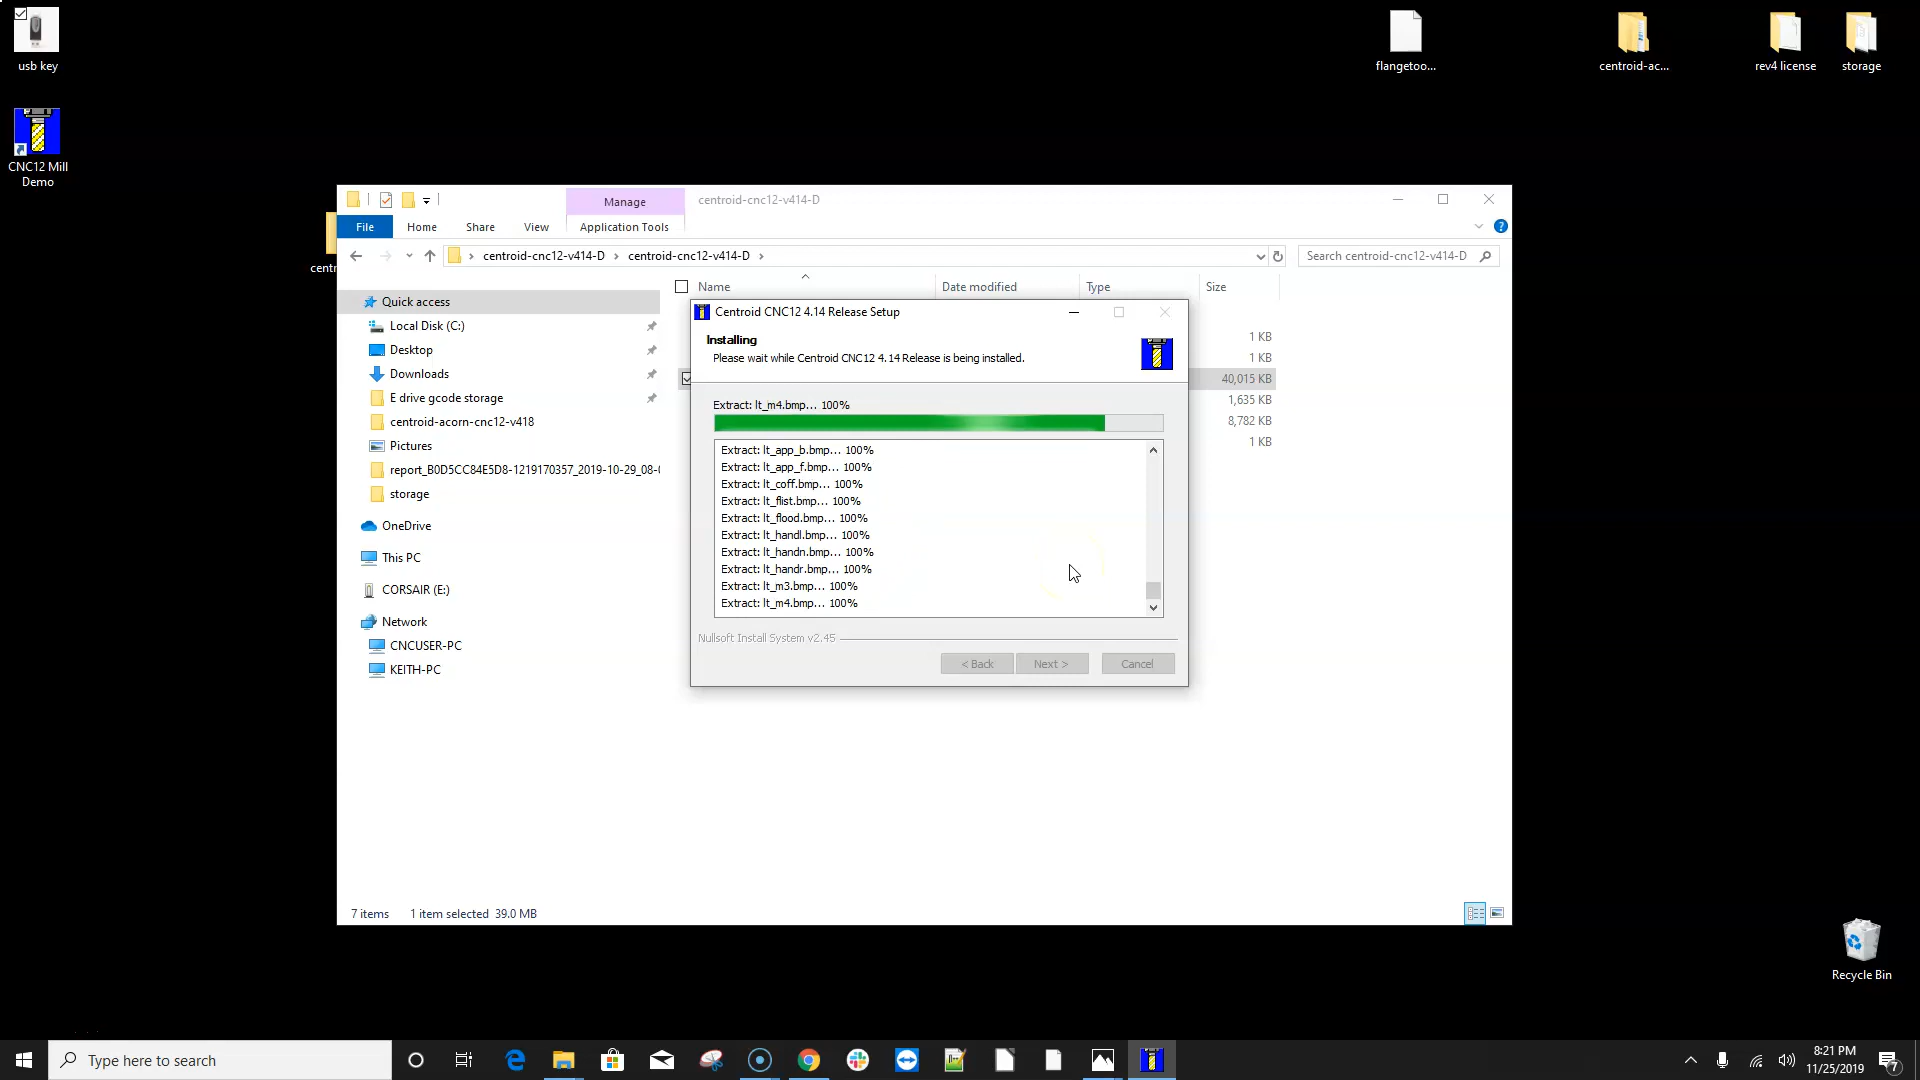 usb key
CNC12 Mill
Demo
flangetoo...
centroid-ac...
rev4 license
storage
centr
Manage
centroid-cnc12-v414-D
File
Home
Share
View
Application Tools
centroid-cnc12-v414-D
centroid-cnc12-v414-D
Search centroid-cnc12-v414-D
Name
Date modified
Type
Size
Quick access
Local Disk (C:)
Desktop
Downloads
E drive gcode storage
centroid-acorn-cnc12-v418
Pictures
report_B0D5CC84E5D8-1219170357_2019-10-29_08-0
storage
OneDrive
This PC
CORSAIR (E:)
Network
CNCUSER-PC
KEITH-PC
1 KB
1 KB
40,015 KB
1,635 KB
8,782 KB
1 KB
Centroid CNC12 4.14 Release Setup
Installing
Please wait while Centroid CNC12 4.14 Release is being installed.
Extract: lt_m4.bmp... 100%
Extract: lt_app_b.bmp... 100%
Extract: lt_app_f.bmp... 100%
Extract: lt_coff.bmp... 100%
Extract: lt_flist.bmp... 100%
Extract: lt_flood.bmp... 100%
Extract: lt_handl.bmp... 100%
Extract: lt_handn.bmp... 100%
Extract: lt_handr.bmp... 100%
Extract: lt_m3.bmp... 100%
Extract: lt_m4.bmp... 100%
Nullsoft Install System v2.45
< Back
Next >
Cancel
7 items
1 item selected 39.0 MB
Recycle Bin
Type here to search
8:21 PM
11/25/2019
7